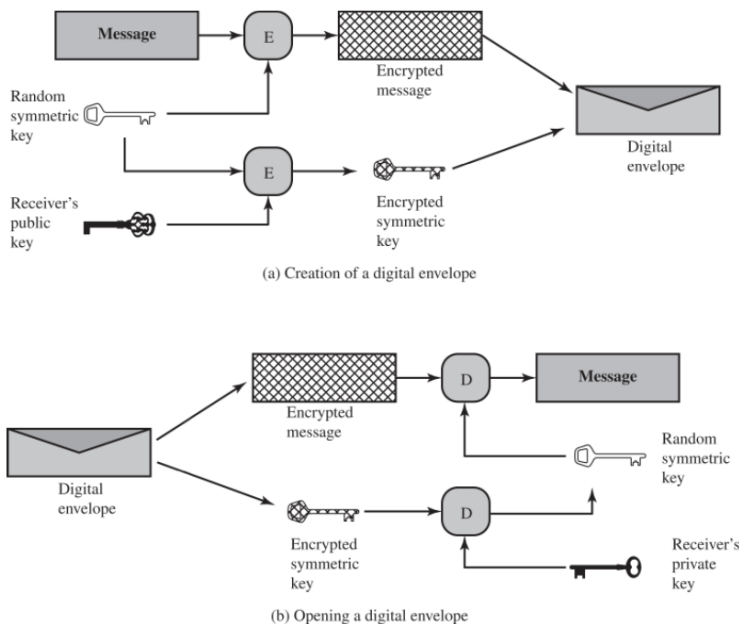 Message
E
Encrypted
message
Random
symmetric
key
Digital
envelope
E
Receiver's
public
key
Encrypted
symmetric
key
(a) Creation of a digital envelope
D
Message
Encrypted
message
Random
symmetric
key
Digital
envelope
D
Encrypted
symmetric
key
Receiver's
private
key
(b) Opening a digital envelope